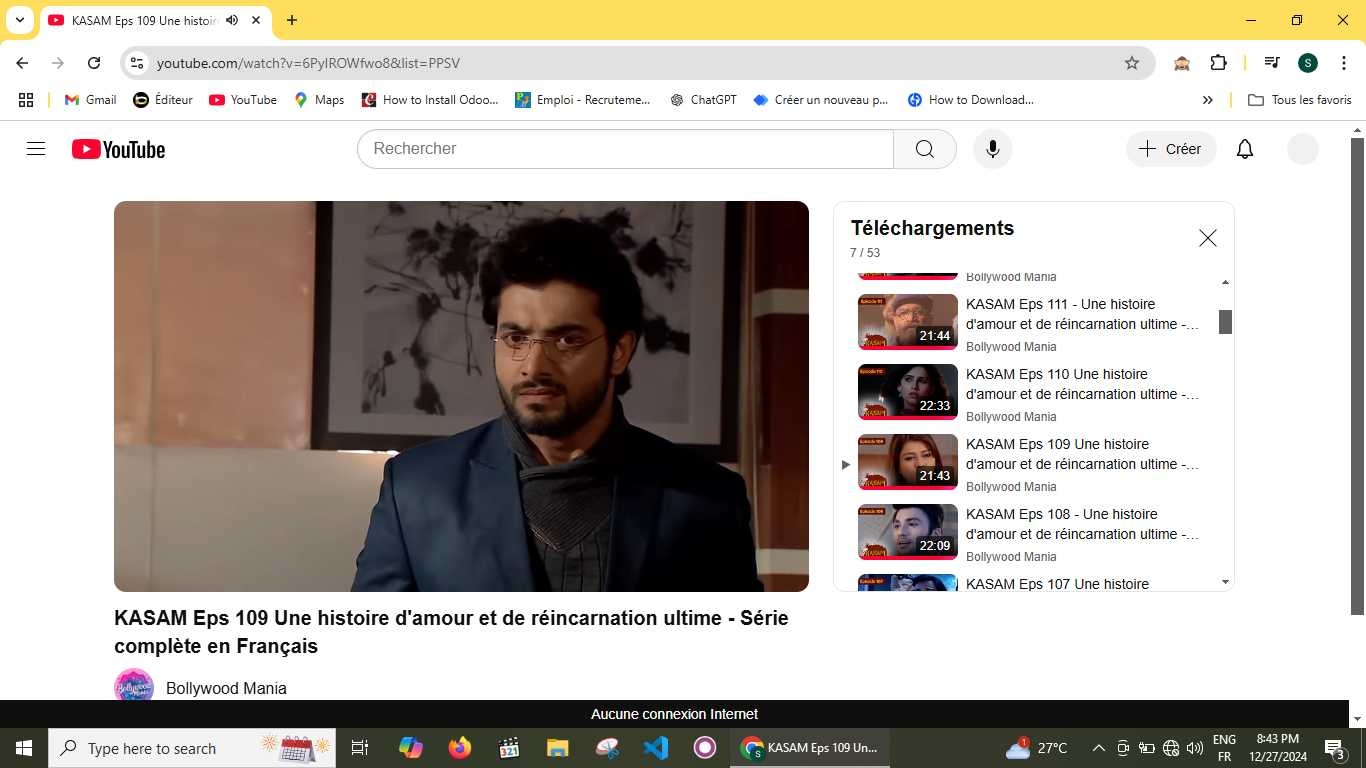 KASAM Eps 109 Une histoir
youtube.com/watch?v=6PylROWfwo8&list=PPSV
S
Gmail
Éditeur
YouTube
Maps
How to Install Odoo...
Emploi - Recruteme...
ChatGPT
Créer un nouveau p...
How to Download...
Tous les favoris
YouTube
Rechercher
Créer
Téléchargements
7 / 53
Bollywood Mania
KASAM Eps 111 - Une histoire
d'amour et de réincarnation ultime -...
21:44
Bollywood Mania
KASAM Eps 110 Une histoire
d'amour et de réincarnation ultime -...
22:33
Bollywood Mania
KASAM Eps 109 Une histoire
d'amour et de réincarnation ultime -...
21:43
Bollywood Mania
KASAM Eps 108 - Une histoire
d'amour et de réincarnation ultime -...
22:09
Bollywood Mania
KASAM Eps 107 Une histoire
KASAM Eps 109 Une histoire d'amour et de réincarnation ultime - Série
complète en Français
Bollywood Mania
Aucune connexion Internet
Type here to search
KASAM Eps 109 Un...
27°C
ENG
FR
8:43 PM
12/27/2024
3